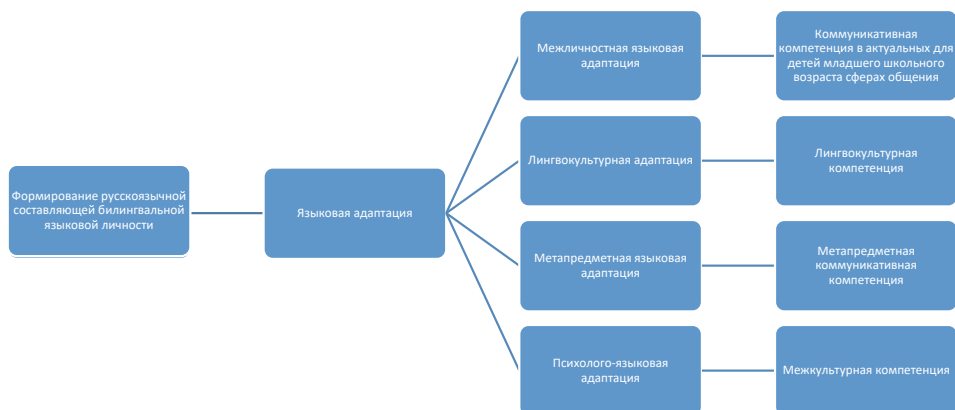 Формирование русскоязычной
составляющей билингвальной
языковой личности
Языковая адаптация
Межличностная языковая
адаптация
Коммуникативная
компетенция в актуальных для
детей младшего школьного
возраста сферах общения
Лингвокультурная адаптация
Лингвокультурная
компетенция
Метапредметная языковая
адаптация
Метапредметная
коммуникативная
компетенция
Психолого-языковая
адаптация
Межкультурная компетенция